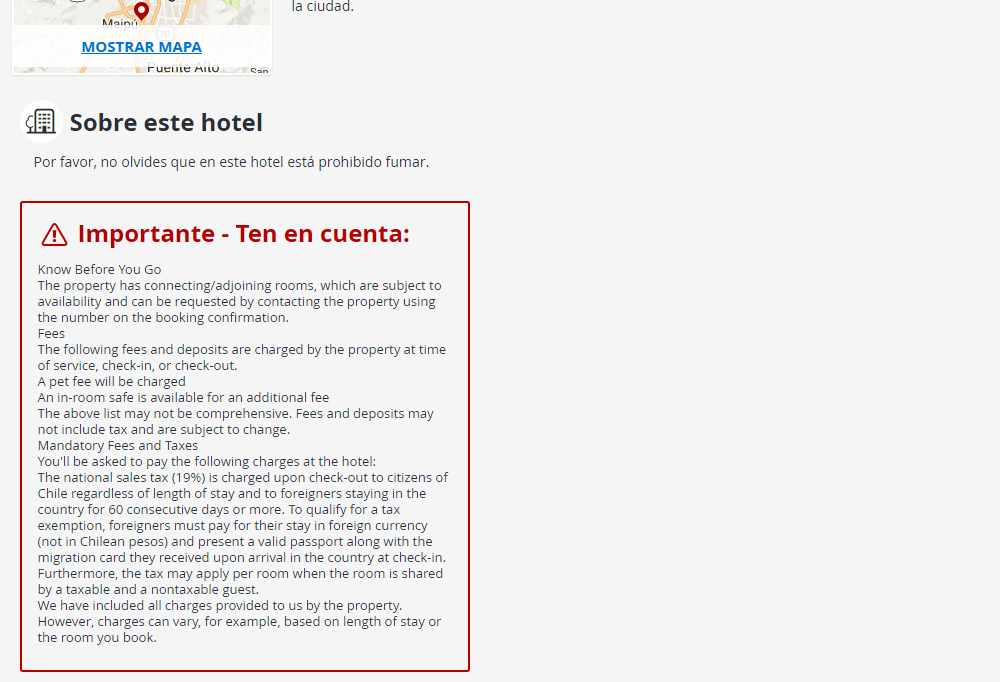 la ciudad.
Maipú
70
MOSTRAR MAPA
Puente Alto
San
Sobre este hotel
Por favor, no olvides que en este hotel está prohibido fumar.
Importante - Ten en cuenta:
Know Before You Go
The property has connecting/adjoining rooms, which are subject to
availability and can be requested by contacting the property using
the number on the booking confirmation.
Fees
The following fees and deposits are charged by the property at time
of service, check-in, or check-out.
A pet fee will be charged
An in-room safe is available for an additional fee
The above list may not be comprehensive. Fees and deposits may
not include tax and are subject to change.
Mandatory Fees and Taxes
You'll be asked to pay the following charges at the hotel:
The national sales tax (19%) is charged upon check-out to citizens of
Chile regardless of length of stay and to foreigners staying in the
country for 60 consecutive days or more. To qualify for a tax
exemption, foreigners must pay for their stay in foreign currency
(not in Chilean pesos) and present a valid passport along with the
migration card they received upon arrival in the country at check-in.
Furthermore, the tax may apply per room when the room is shared
by a taxable and a nontaxable guest.
We have included all charges provided to us by the property.
However, charges can vary, for example, based on length of stay or
the room you book.